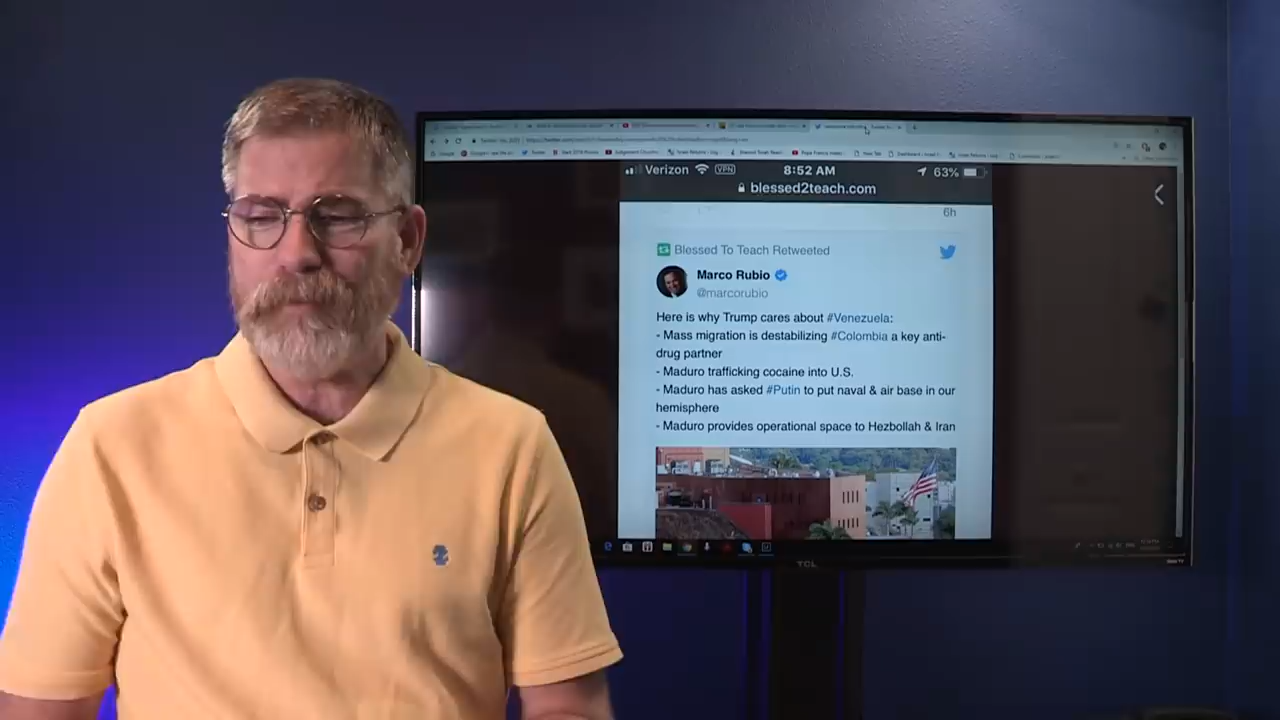 Verizon VPN 8:52 AM 63%
blessed2teach.com
6h
Blessed To Teach Retweeted
Marco Rubio
@marcorubio
Here is why Trump cares about #Venezuela:
- Mass migration is destabilizing #Colombia a key anti-
drug partner
- Maduro trafficking cocaine into U.S.
- Maduro has asked #Putin to put naval & air base in our
hemisphere
- Maduro provides operational space to Hezbollah & Iran
TCL